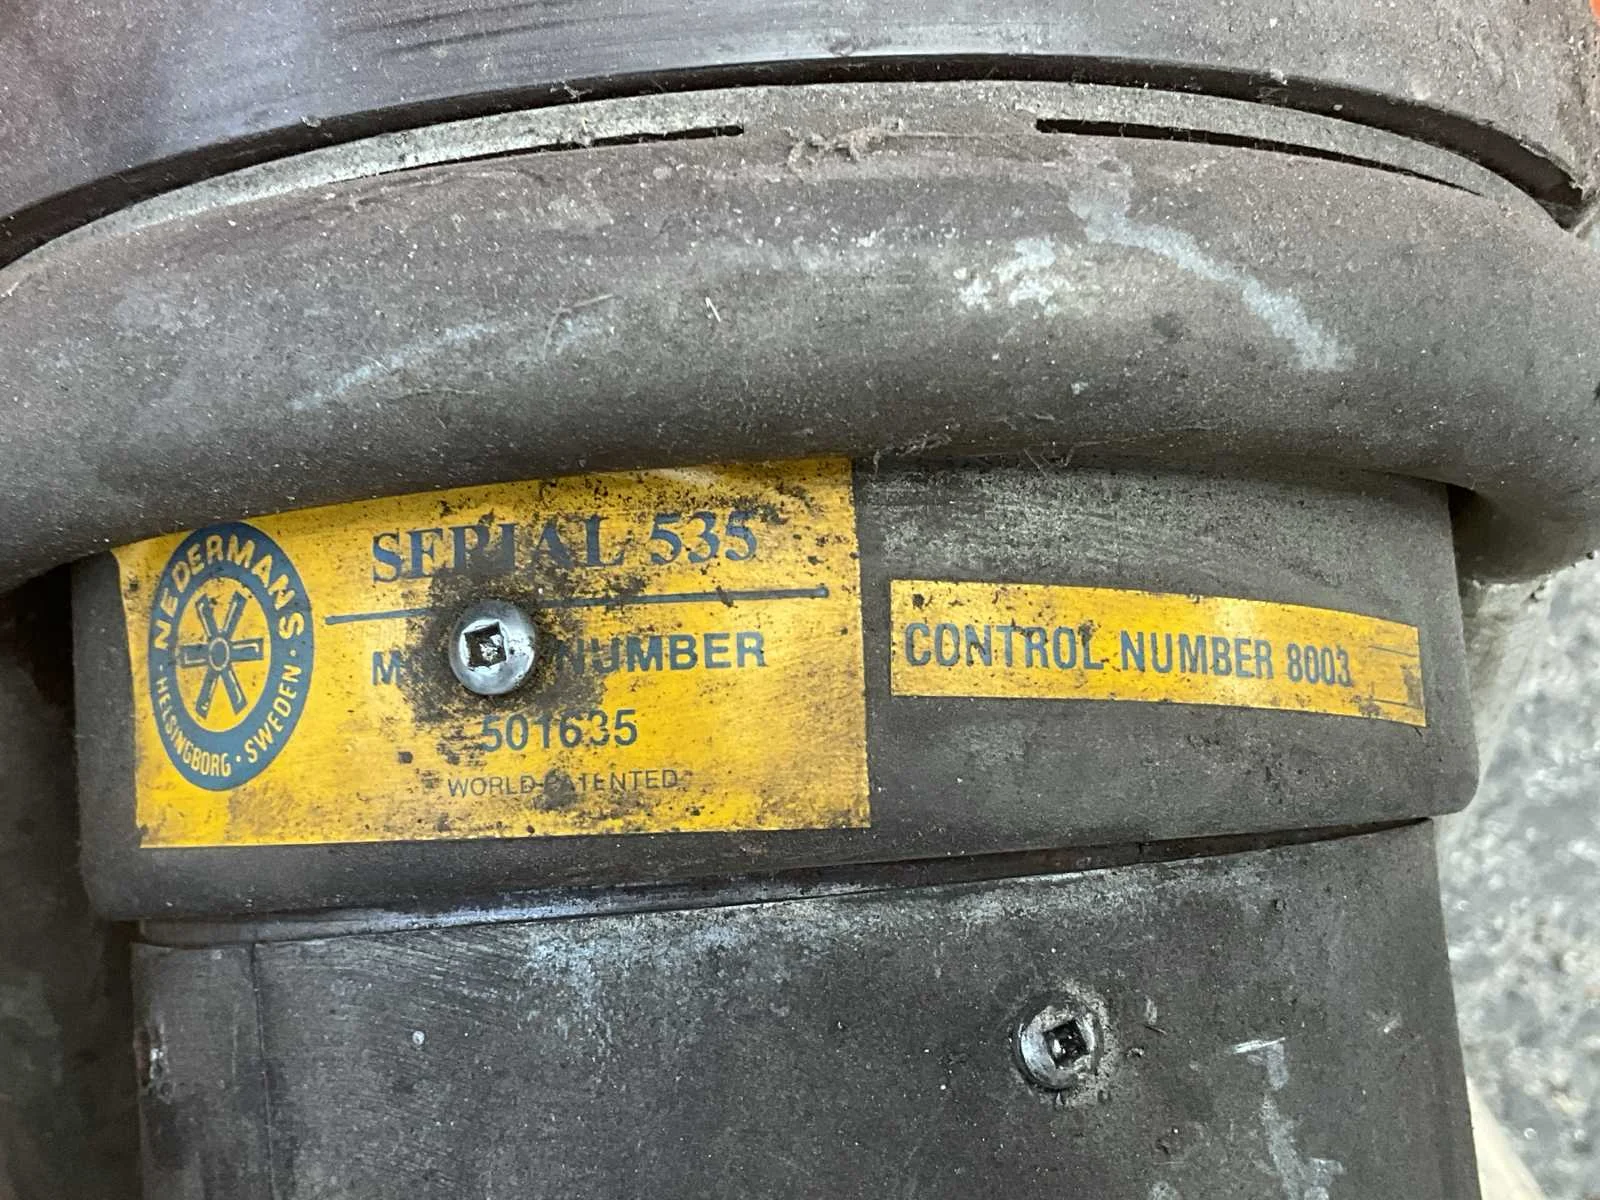 NEDERMANS · HELSINGBORG · SWEDEN ·
SERIAL 535
NUMBER
501635
WORLD PATENTED
CONTROL NUMBER 8003